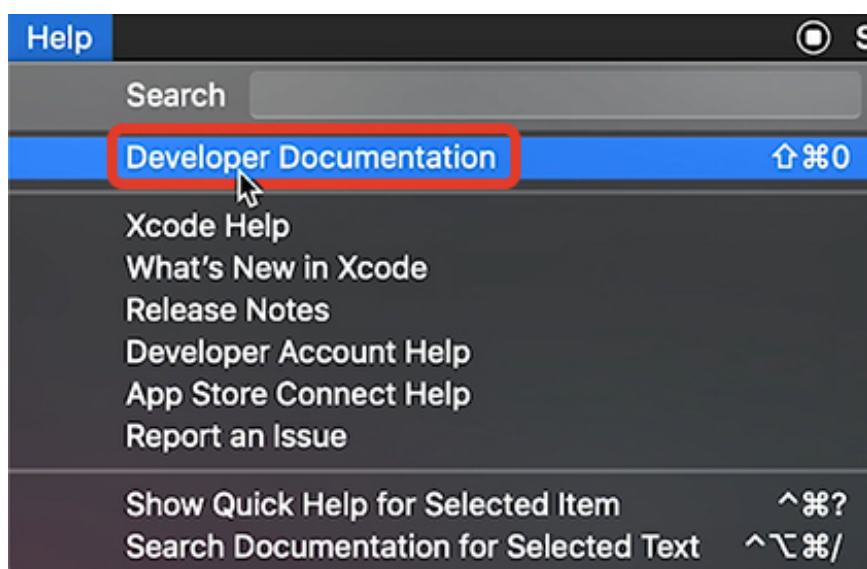 Help
Search
Developer Documentation ⇧⌘0
Xcode Help
What's New in Xcode
Release Notes
Developer Account Help
App Store Connect Help
Report an Issue
Show Quick Help for Selected Item ^⌘?
Search Documentation for Selected Text ^⌥⌘/